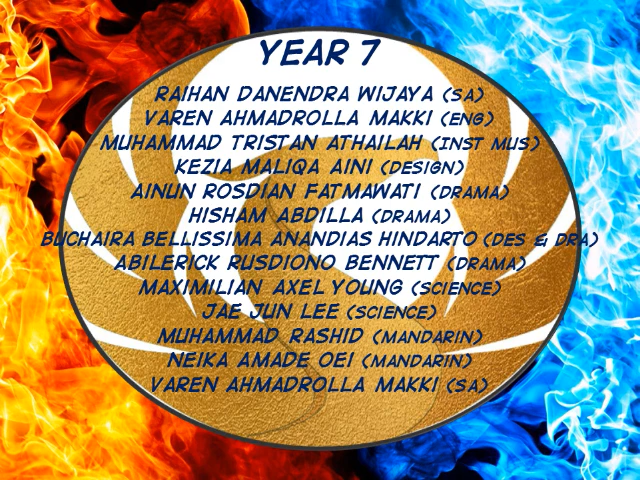 YEAR 7
RAIHAN DANENDRA WIJAYA (SA)
VAREN AHMADROLLA MAKKI (ENG)
MUHAMMAD TRISTAN ATHAILAH (INST MUS)
KEZIA MALIQA AINI (DESIGN)
AINUN ROSDIAN FATMAWATI (DRAMA)
HISHAM ABDILLA (DRAMA)
BUCHAIRA BELLISSIMA ANANDIAS HINDARTO (DES & DRA)
ABILERICK RUSDIONO BENNETT (DRAMA)
MAXIMILIAN AXEL YOUNG (SCIENCE)
JAE JUN LEE (SCIENCE)
MUHAMMAD RASHID (MANDARIN)
NEIKA AMADE OEI (MANDARIN)
VAREN AHMADROLLA MAKKI (SA)